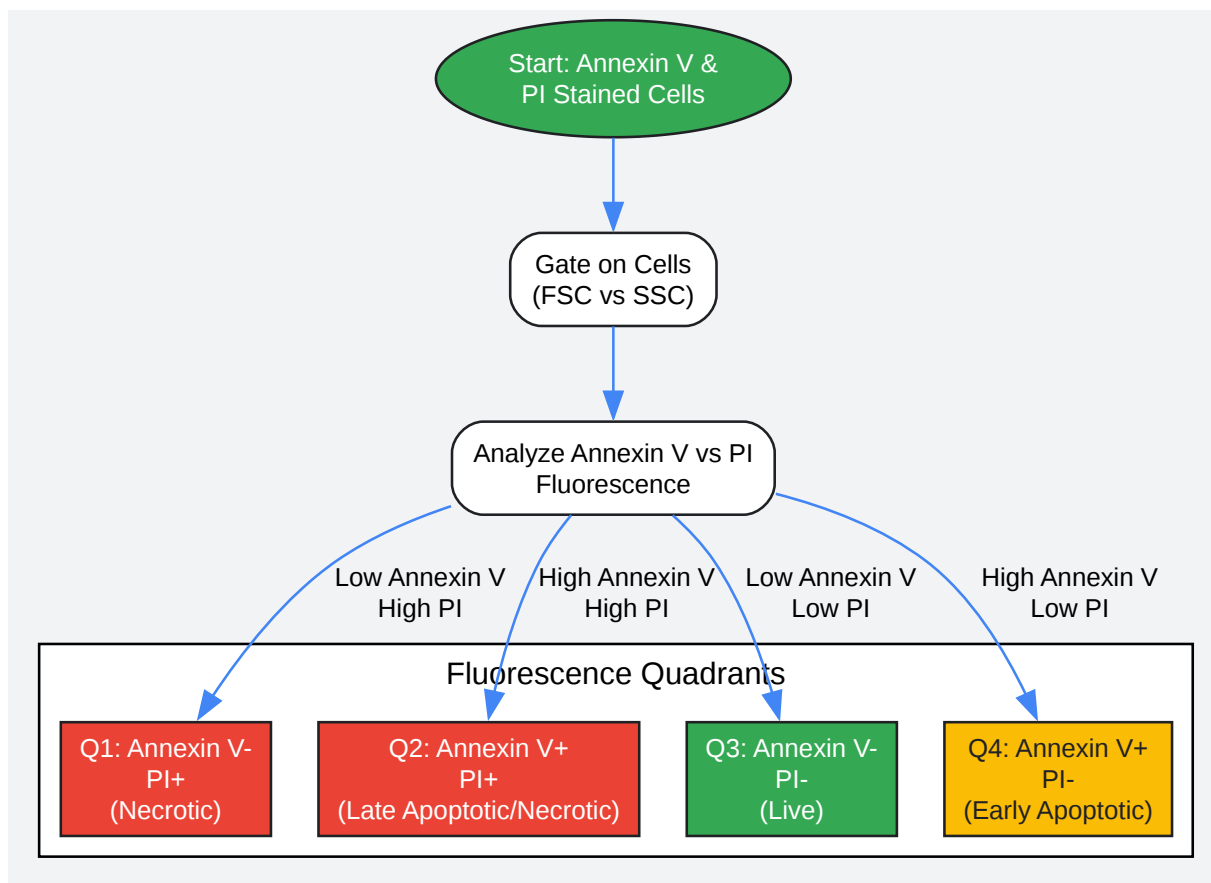 Start: Annexin V &
PI Stained Cells
Gate on Cells
(FSC vs SSC)
Analyze Annexin V vs PI
Fluorescence
Low Annexin V
High PI
High Annexin V
High PI
Low Annexin V
Low PI
High Annexin V
Low PI
Fluorescence Quadrants
Q1: Annexin V-
PI+
(Necrotic)
Q2: Annexin V+
PI+
(Late Apoptotic/Necrotic)
Q3: Annexin V-
PI-
(Live)
Q4: Annexin V+
PI-
(Early Apoptotic)